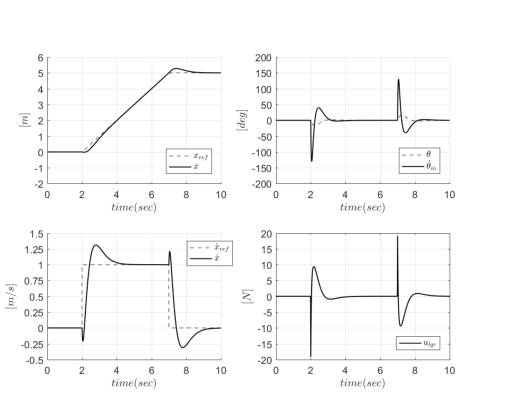 6
5
4
3
2
1
0
-1
-2
[m]
0 2 4 6 8 10
time(sec)
x_ref
x
200
150
100
50
0
-50
-100
-150
-200
[deg]
0 2 4 6 8 10
time(sec)
θ
θ̂_m
1.5
1.25
1
0.75
0.5
0.25
0
-0.25
-0.5
[m/s]
0 2 4 6 8 10
time(sec)
ẋ_ref
ẋ
20
15
10
5
0
-5
-10
-15
-20
[N]
0 2 4 6 8 10
time(sec)
u_lqr